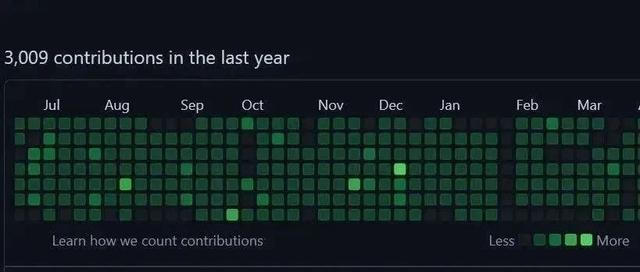 3,009 contributions in the last year
Jul Aug Sep Oct Nov Dec Jan Feb Mar
Learn how we count contributions
Less More